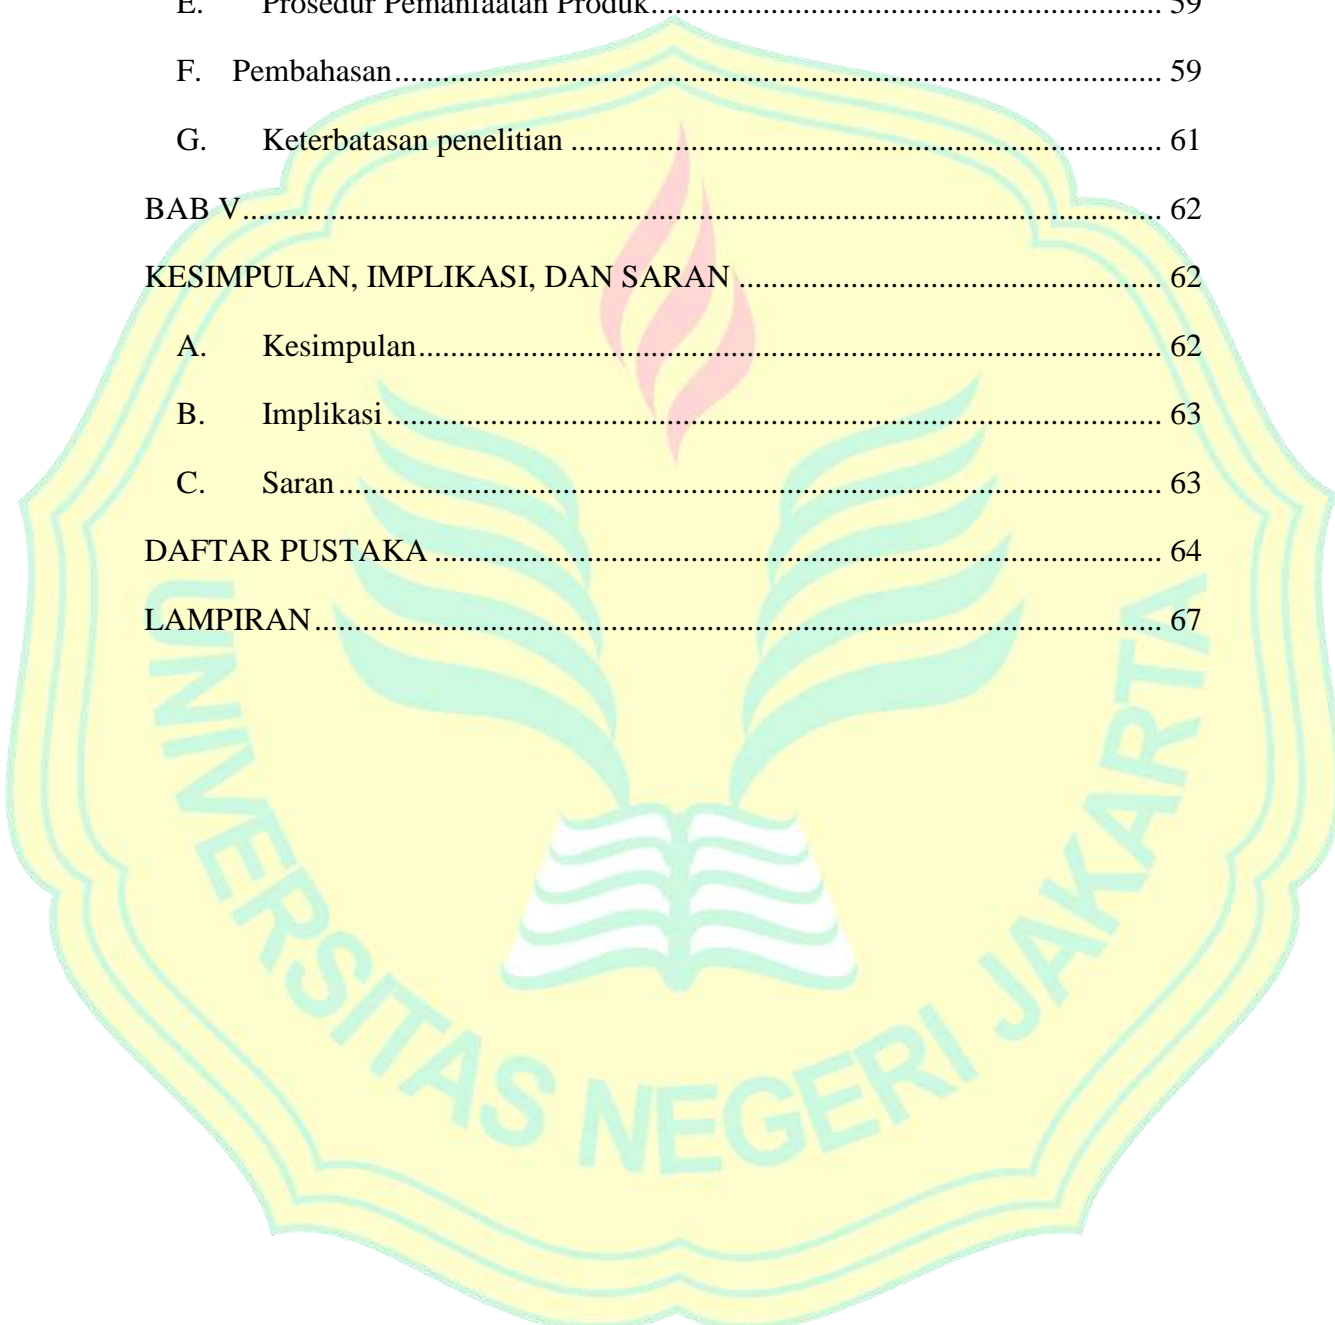 E. Prosedur Pemanfaatan Produk........................................................................ 59
F. Pembahasan........................................................................ 59
G. Keterbatasan penelitian ........................................................................ 61
BAB V........................................................................ 62
KESIMPULAN, IMPLIKASI, DAN SARAN ........................................................................ 62
A. Kesimpulan........................................................................ 62
B. Implikasi ........................................................................ 63
C. Saran ........................................................................ 63
DAFTAR PUSTAKA ........................................................................ 64
LAMPIRAN ........................................................................ 67
UNIVERSITAS NEGERI JAKARTA